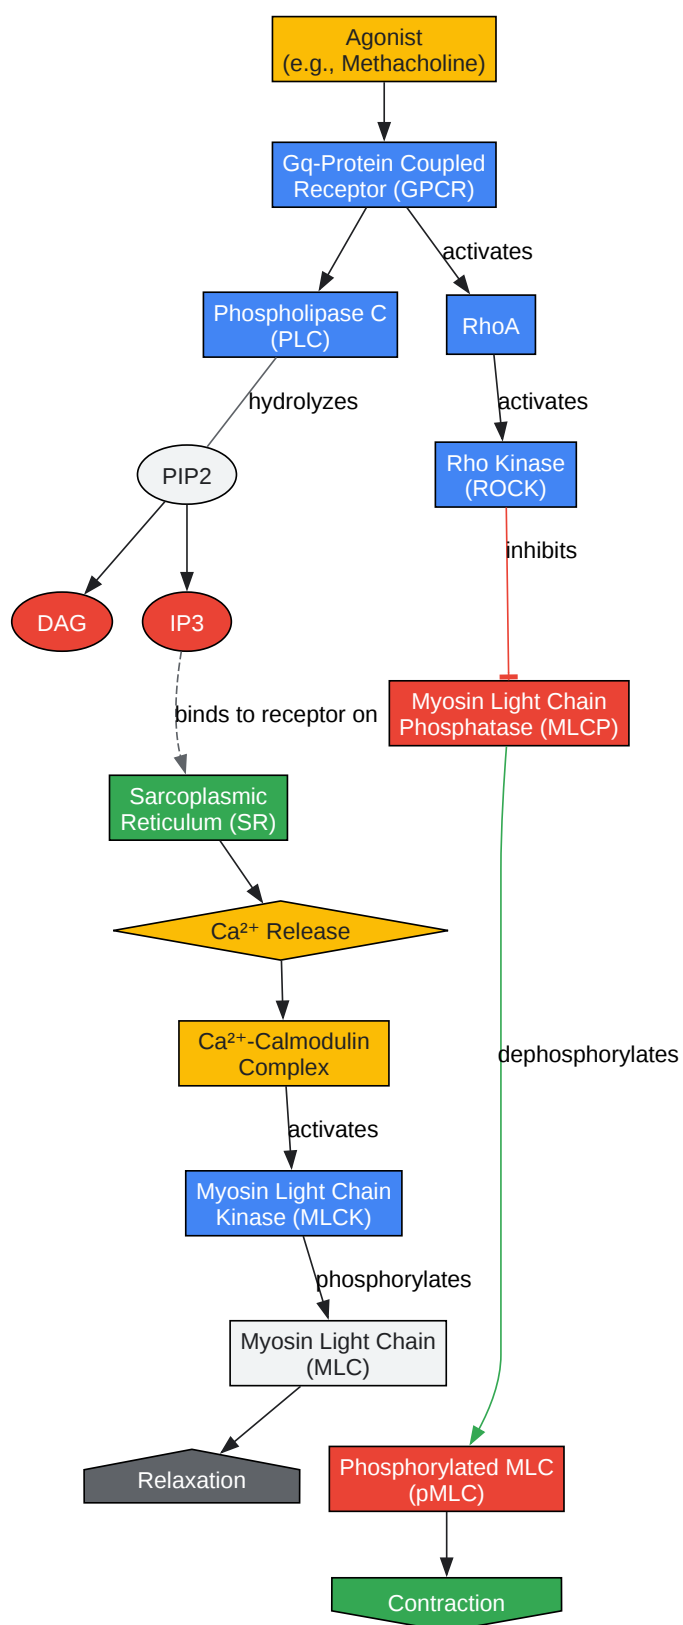 Agonist
(e.g., Methacholine)
Gq-Protein Coupled
Receptor (GPCR)
activates
Phospholipase C
(PLC)
RhoA
hydrolyzes
activates
PIP2
Rho Kinase
(ROCK)
inhibits
DAG
IP3
binds to receptor on
Myosin Light Chain
Phosphatase (MLCP)
Sarcoplasmic
Reticulum (SR)
Ca²⁺ Release
Ca²⁺-Calmodulin
Complex
dephosphorylates
activates
Myosin Light Chain
Kinase (MLCK)
phosphorylates
Myosin Light Chain
(MLC)
Relaxation
Phosphorylated MLC
(pMLC)
Contraction